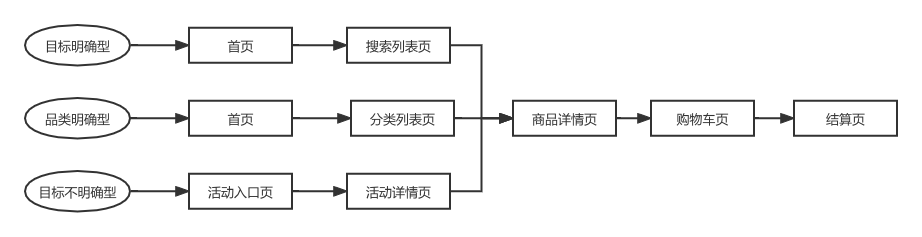 目标明确型
首页
搜索列表页
品类明确型
首页
分类列表页
商品详情页
购物车页
结算页
目标不明确型
活动入口页
活动详情页